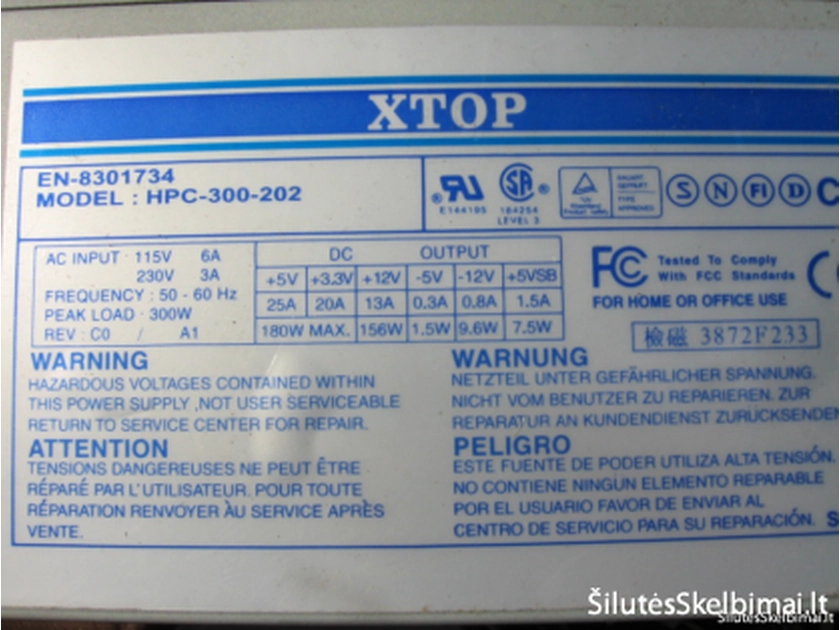 XTOP
EN-8301734
MODEL : HPC-300-202
E144195
184254
LEVEL 3
TYPE
APPROVED
S N FI D
AC INPUT : 115V 6A
230V 3A
FREQUENCY : 50 - 60 Hz
PEAK LOAD : 300W
REV : C0 / A1
DC OUTPUT
+5V +3.3V +12V -5V -12V +5VSB
25A 20A 13A 0.3A 0.8A 1.5A
180W MAX. 156W 1.5W 9.6W 7.5W
FCC Tested To Comply
With FCC Standards
FOR HOME OR OFFICE USE
檢磁 3872F233
WARNING
HAZARDOUS VOLTAGES CONTAINED WITHIN
THIS POWER SUPPLY ,NOT USER SERVICEABLE
RETURN TO SERVICE CENTER FOR REPAIR.
WARNUNG
NETZTEIL UNTER GEFÄHRLICHER SPANNUNG.
NICHT VOM BENUTZER ZU REPARIEREN. ZUR
REPARATUR AN KUNDENDIENST ZURÜCKSENDEN
ATTENTION
TENSIONS DANGEREUSES NE PEUT ÊTRE
RÉPARÉ PAR L'UTILISATEUR. POUR TOUTE
RÉPARATION RENVOYER ÀU SERVICE APRÈS
VENTE.
PELIGRO
ESTE FUENTE DE PODER UTILIZA ALTA TENSIÓN.
NO CONTIENE NINGÚN ELEMENTO REPARABLE
POR EL USUARIO FAVOR DE ENVIAR AL
CENTRO DE SERVICIO PARA SU REPARACIÓN.
ŠilutėsSkelbimai.lt
ŠilutėsSkelbimai.lt